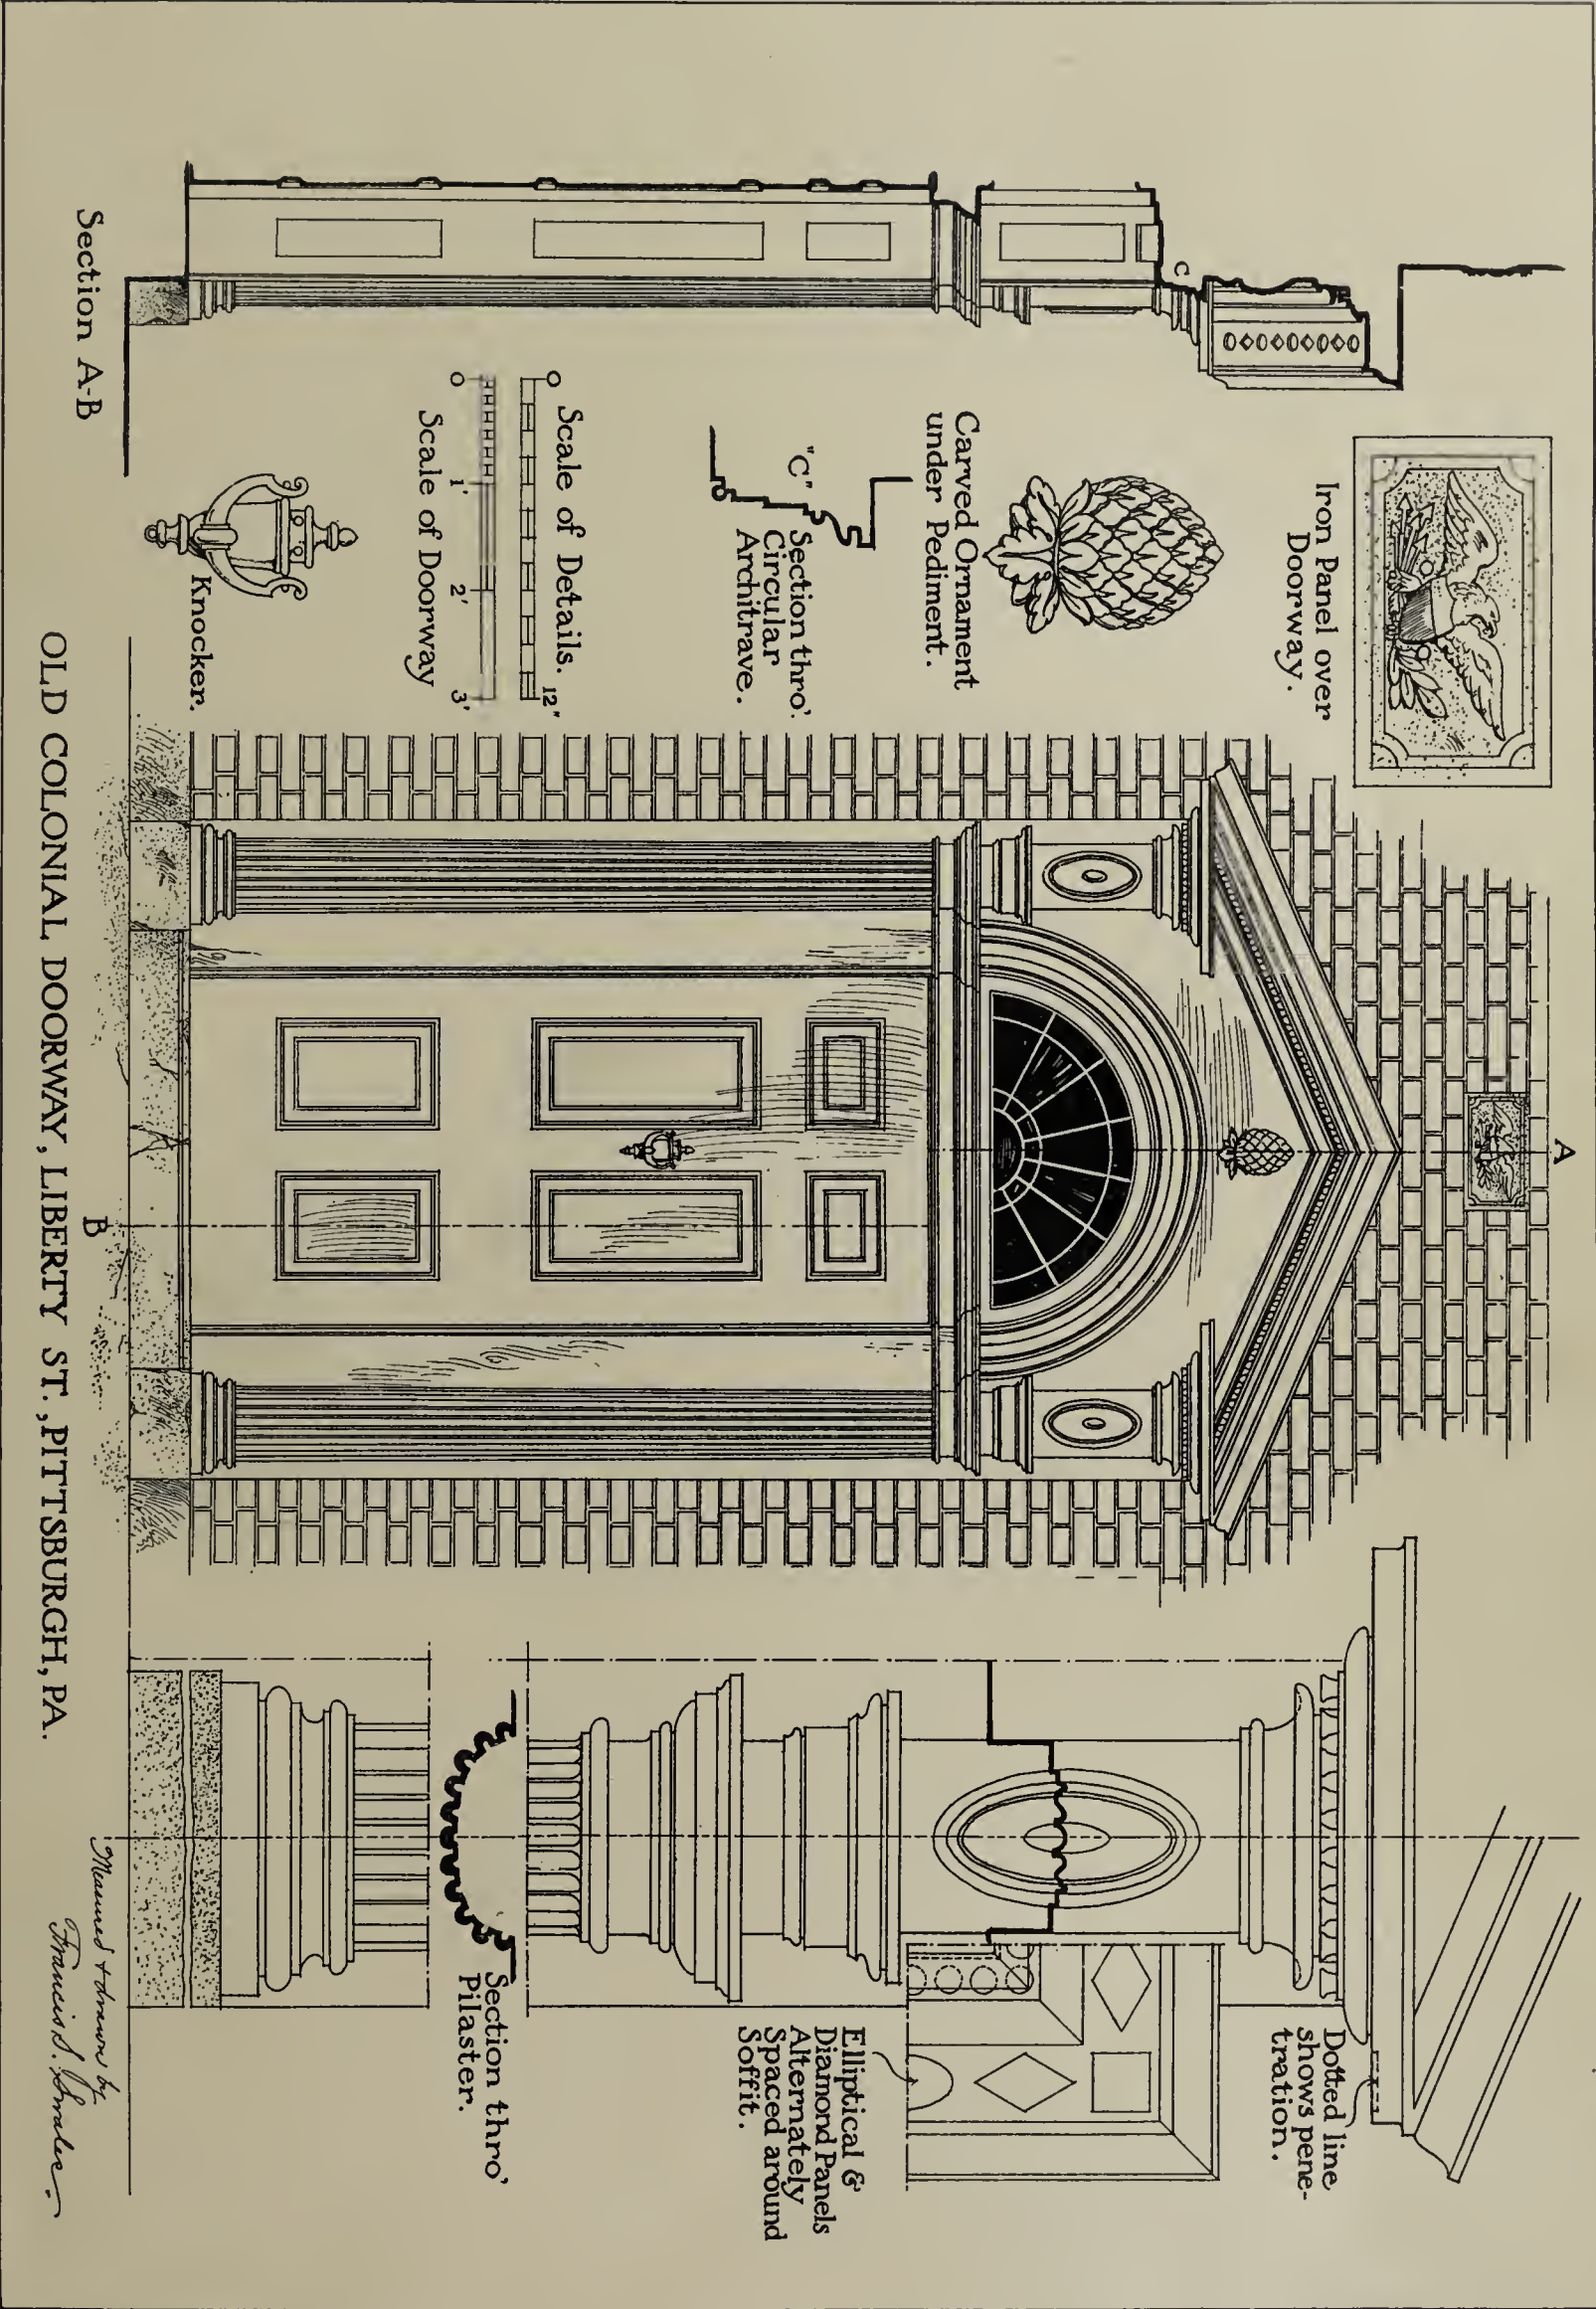 Iron Panel over
Doorway.
A
Carved Ornament
under Pediment.
C
"C"
Section thro'
Circular
Architrave.
Scale of Details.
0
12"
0
1'
2'
3'
Scale of Doorway
Knocker.
Section A-B
B
Dotted line
shows pene-
tration.
Elliptical &
Diamond Panels
Alternately
Spaced around
Soffit.
Section thro'
Pilaster.
Measured & drawn by
Francis S.
OLD COLONIAL DOORWAY, LIBERTY ST., PITTSBURGH, PA.